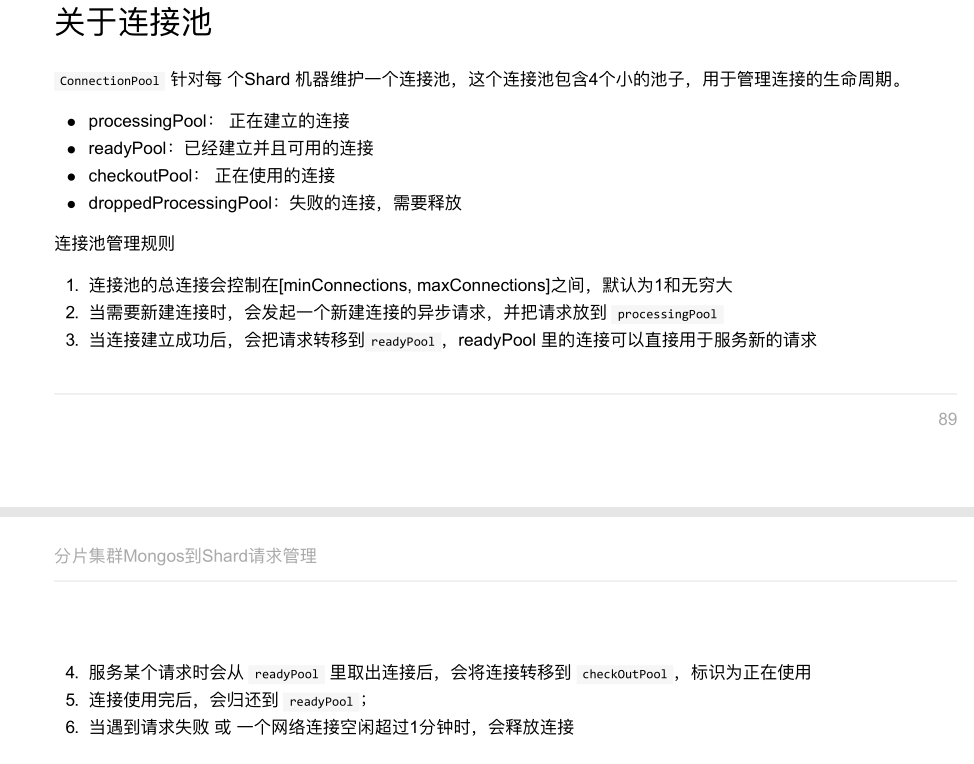 关于连接池
ConnectionPool 针对每 个Shard 机器维护一个连接池，这个连接池包含4个小的池子，用于管理连接的生命周期。
● processingPool： 正在建立的连接
● readyPool：已经建立并且可用的连接
● checkoutPool： 正在使用的连接
● droppedProcessingPool：失败的连接，需要释放
连接池管理规则
1. 连接池的总连接会控制在[minConnections, maxConnections]之间，默认为1和无穷大
2. 当需要新建连接时，会发起一个新建连接的异步请求，并把请求放到 processingPool
3. 当连接建立成功后，会把请求转移到 readyPool ，readyPool 里的连接可以直接用于服务新的请求
89
分片集群Mongos到Shard请求管理
4. 服务某个请求时会从 readyPool 里取出连接后，会将连接转移到 checkOutPool ，标识为正在使用
5. 连接使用完后，会归还到 readyPool ；
6. 当遇到请求失败 或 一个网络连接空闲超过1分钟时，会释放连接